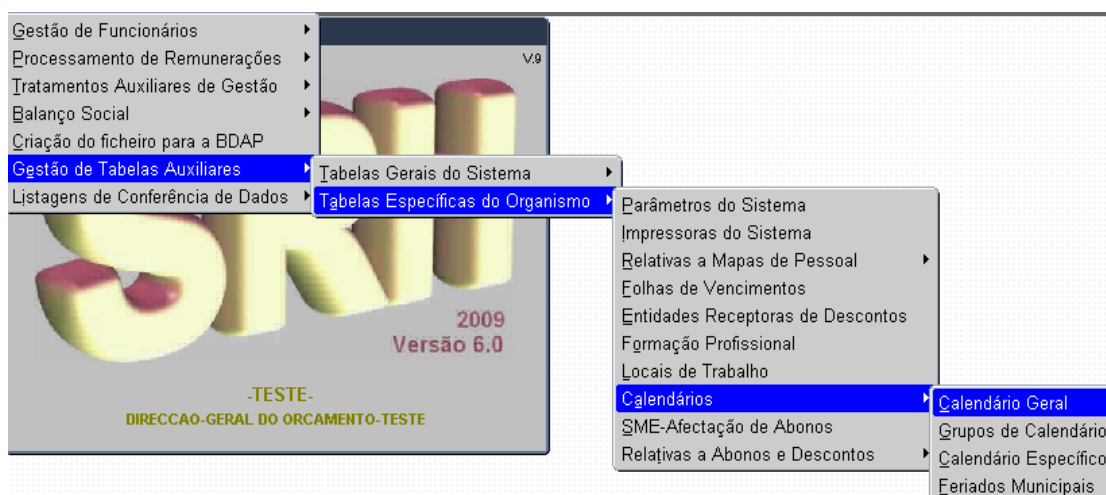 Gestão de Funcionários
Processamento de Remunerações
Tratamentos Auxiliares de Gestão
Balanço Social
Criação do ficheiro para a BDAP
Gestão de Tabelas Auxiliares
Listagens de Conferência de Dados
V.9
Tabelas Gerais do Sistema
Tabelas Específicas do Organismo
Parâmetros do Sistema
Impressoras do Sistema
Relativas a Mapas de Pessoal
Folhas de Vencimentos
Entidades Receptoras de Descontos
Formação Profissional
Locais de Trabalho
Calendários
SME-Afectação de Abonos
Relativas a Abonos e Descontos
Calendário Geral
Grupos de Calendário
Calendário Específico
Feriados Municipais
SRH
2009
Versão 6.0
-TESTE-
DIRECCAO-GERAL DO ORCAMENTO-TESTE